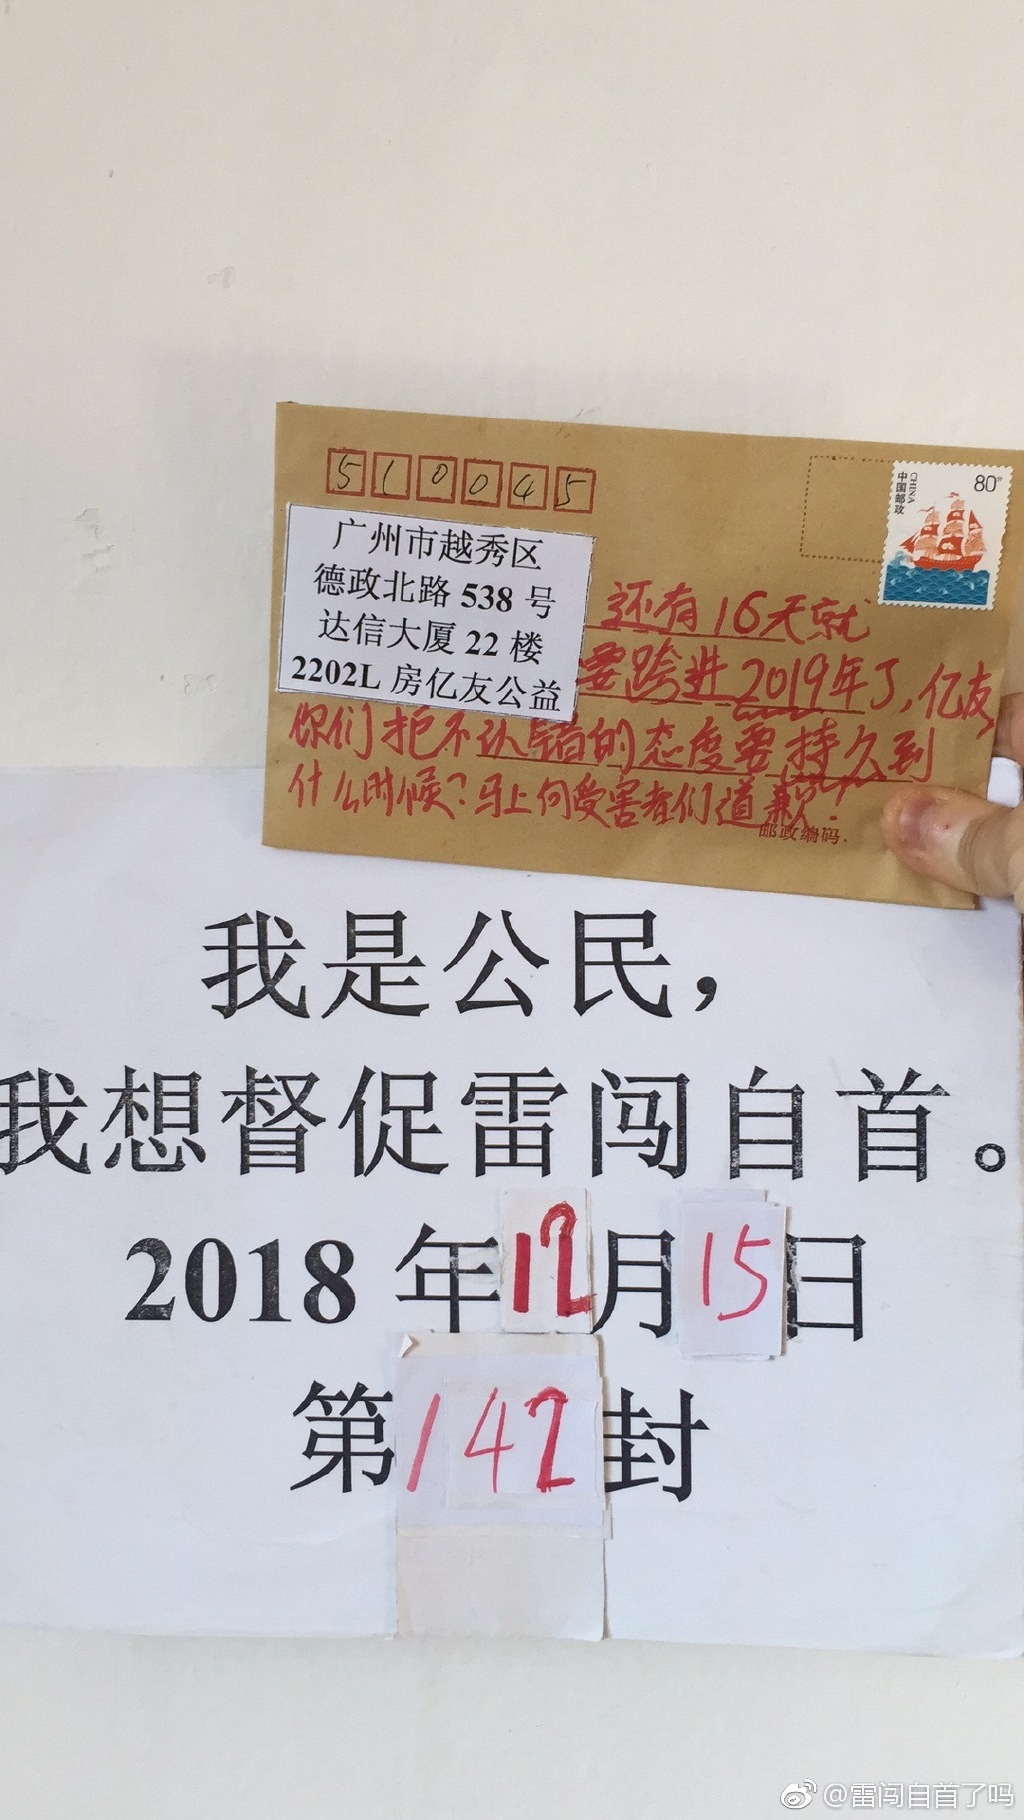 510045
中国邮政
CHINA
80分
广州市越秀区
德政北路 538 号
达信大厦 22 楼
2202L 房亿友公益
还有16天就
要跨进2019年了,亿友
你们拒不认错的态度要持久到
什么时候?马上向受害者们道歉!
邮政编码
我是公民，
我想督促雷闯自首。
2018 年12月15日
第142封
@雷闯自首了吗